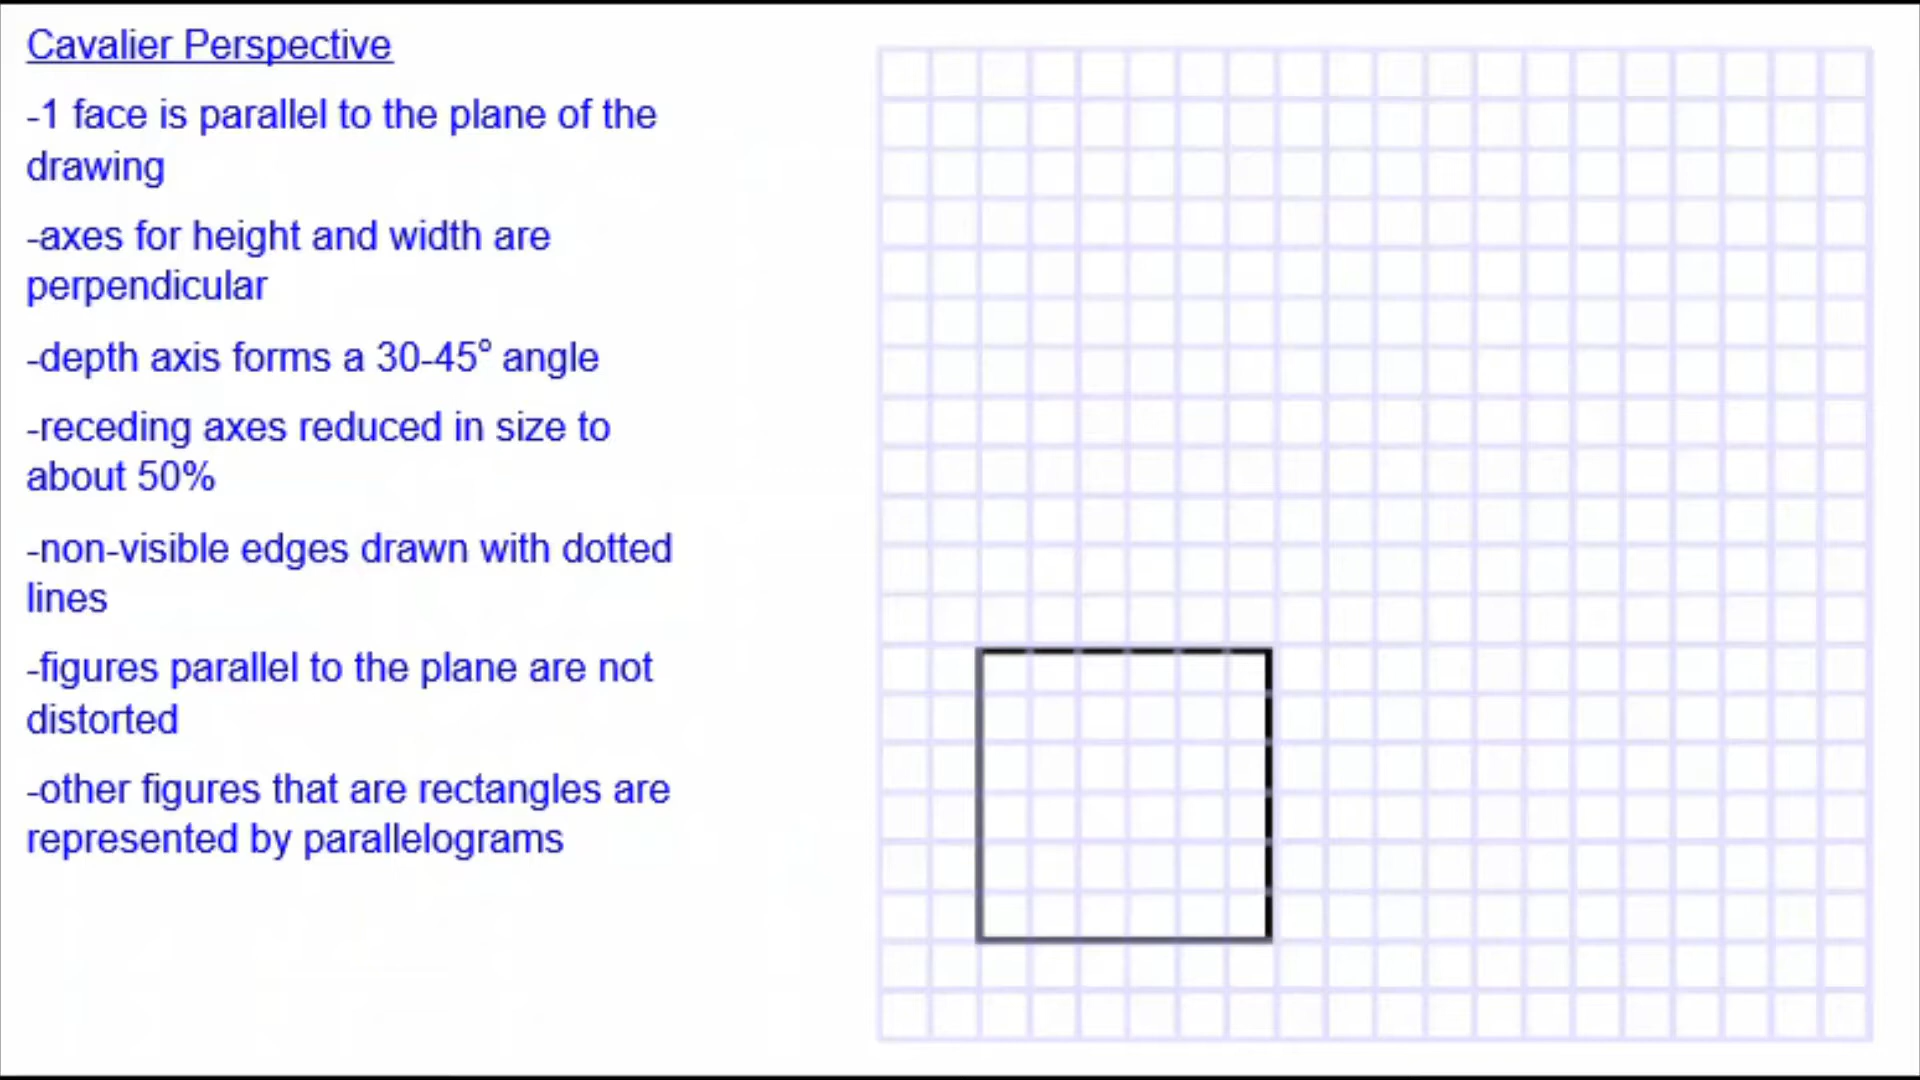 Cavalier Perspective
-1 face is parallel to the plane of the
drawing
-axes for height and width are
perpendicular
-depth axis forms a 30-45° angle
-receding axes reduced in size to
about 50%
-non-visible edges drawn with dotted
lines
-figures parallel to the plane are not
distorted
-other figures that are rectangles are
represented by parallelograms